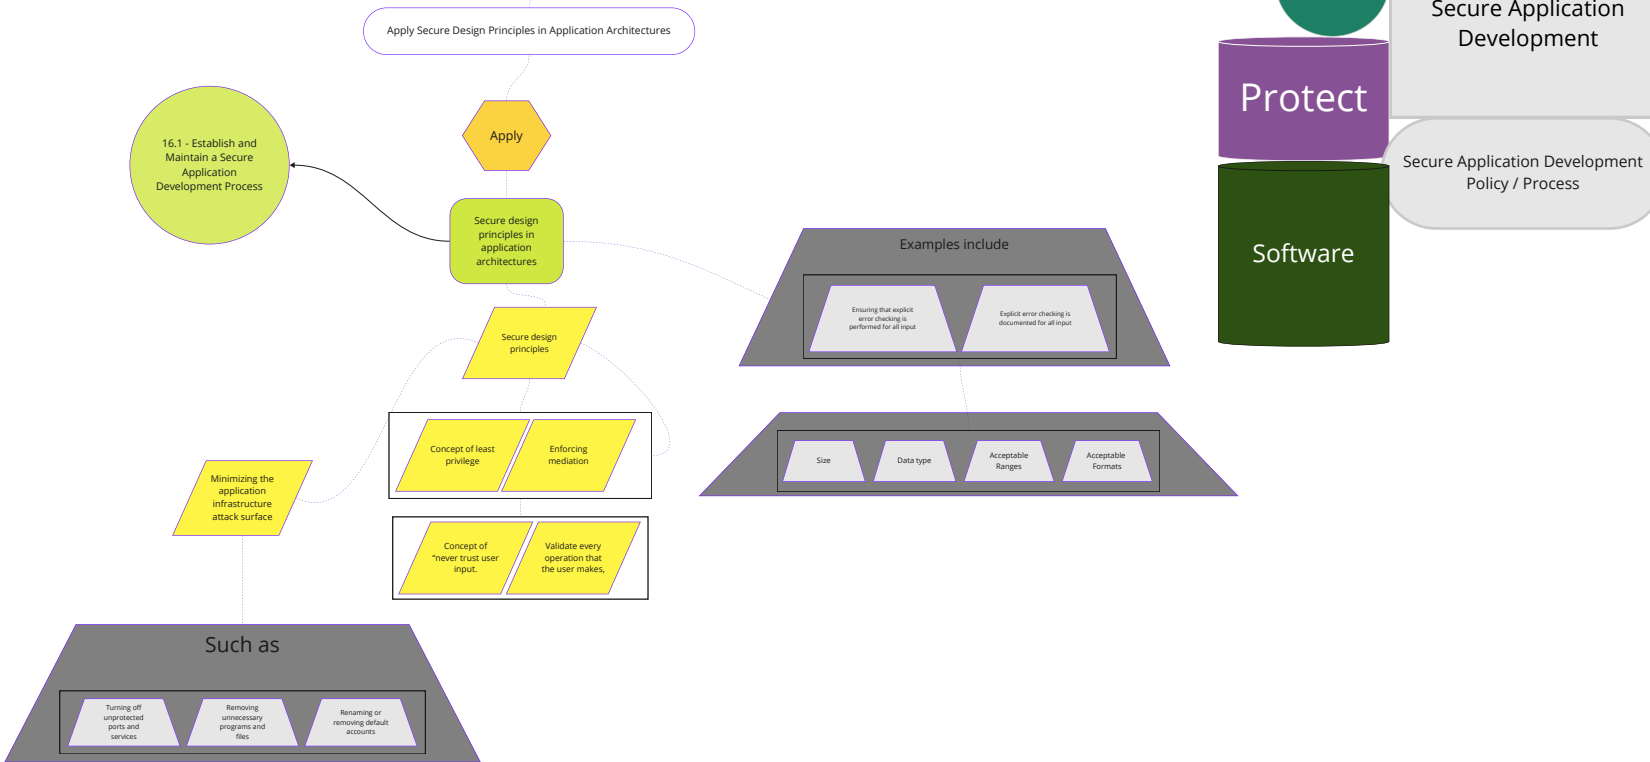 Apply Secure Design Principles in Application Architectures
Secure Application
Development
Protect
Apply
16.1 - Establish and
Maintain a Secure
Application
Development Process
Secure Application Development
Policy / Process
Secure design
principles in
application
architectures
Examples include
Software
Ensuring that explicit
error checking is
performed for all input
Explicit error checking is
documented for all input
Secure design
principles
Concept of least
privilege
Enforcing
mediation
Size
Data type
Acceptable
Ranges
Acceptable
Formats
Minimizing the
application
infrastructure
attack surface
Concept of
"never trust user
input.
Validate every
operation that
the user makes,
Such as
Turning off
unprotected
ports and
services
Removing
unnecessary
programs and
files
Renaming or
removing default
accounts